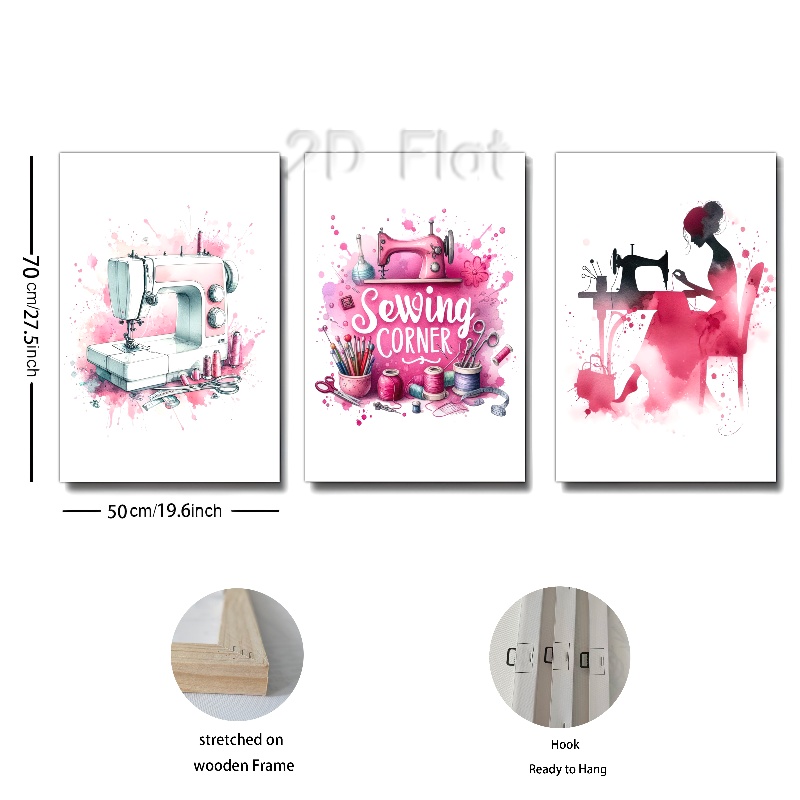 2D Flat
70 cm/27.5inch
Sewing
CORNER
50cm/19.6inch
stretched on
wooden Frame
Hook
Ready to Hang